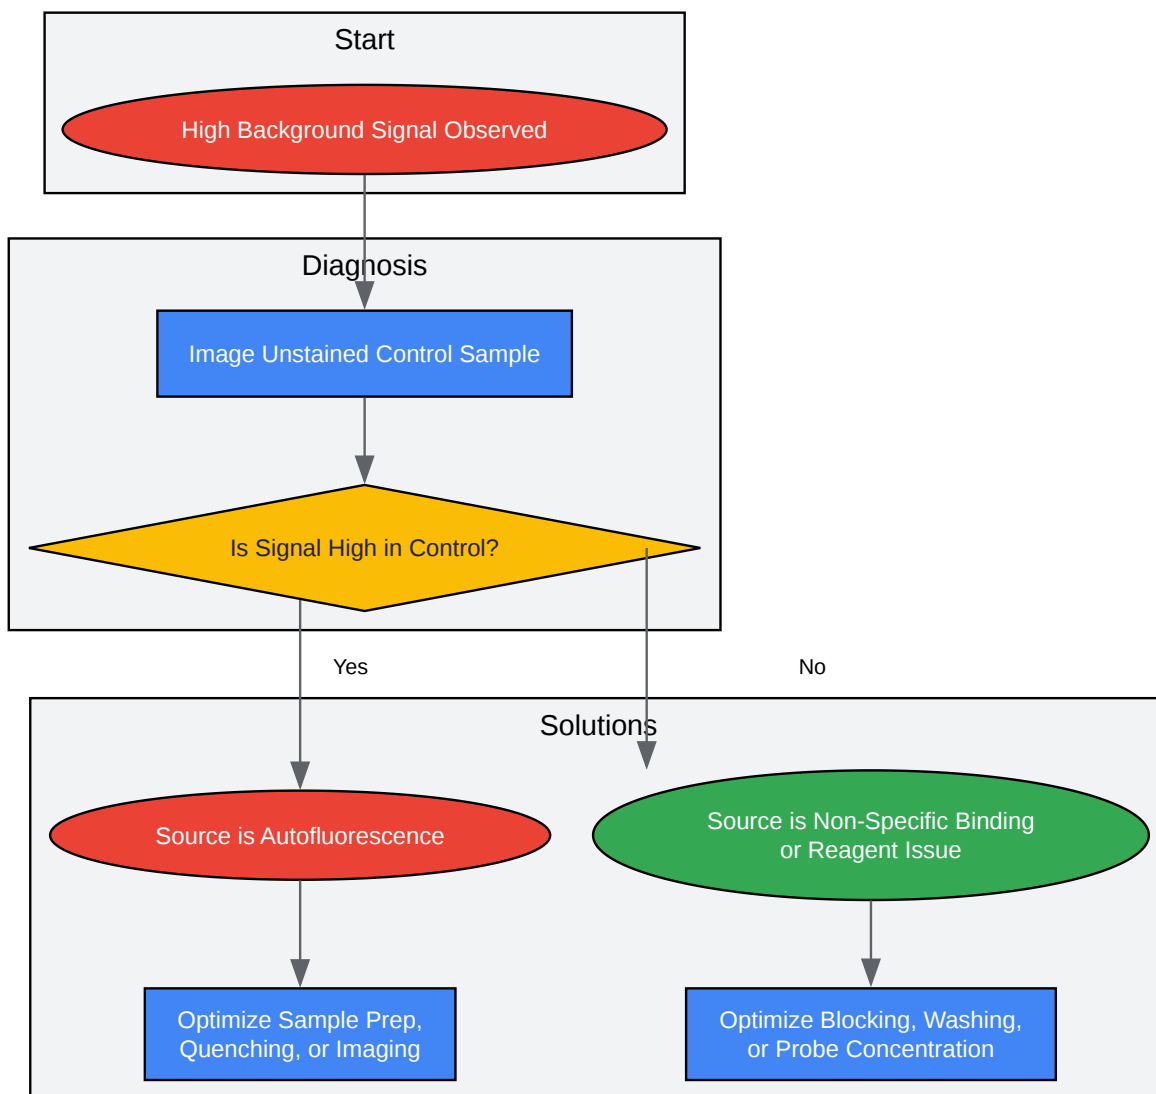 Start
High Background Signal Observed
Diagnosis
Image Unstained Control Sample
Is Signal High in Control?
Yes
No
Solutions
Source is Autofluorescence
Source is Non-Specific Binding
or Reagent Issue
Optimize Sample Prep,
Quenching, or Imaging
Optimize Blocking, Washing,
or Probe Concentration